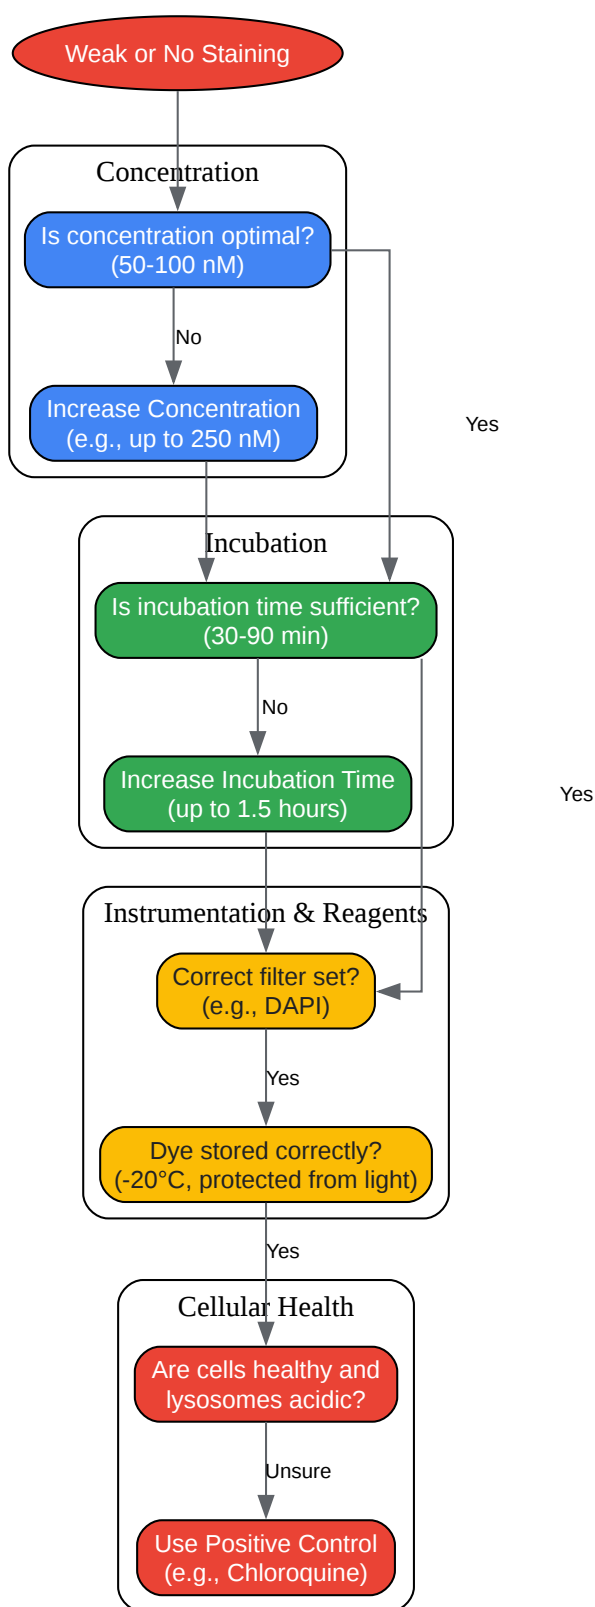 Weak or No Staining
Concentration
Is concentration optimal?
(50-100 nM)
No
Increase Concentration
(e.g., up to 250 nM)
Yes
Incubation
Is incubation time sufficient?
(30-90 min)
No
Increase Incubation Time
(up to 1.5 hours)
Yes
Instrumentation & Reagents
Correct filter set?
(e.g., DAPI)
Yes
Dye stored correctly?
(-20°C, protected from light)
Yes
Cellular Health
Are cells healthy and
lysosomes acidic?
Unsure
Use Positive Control
(e.g., Chloroquine)